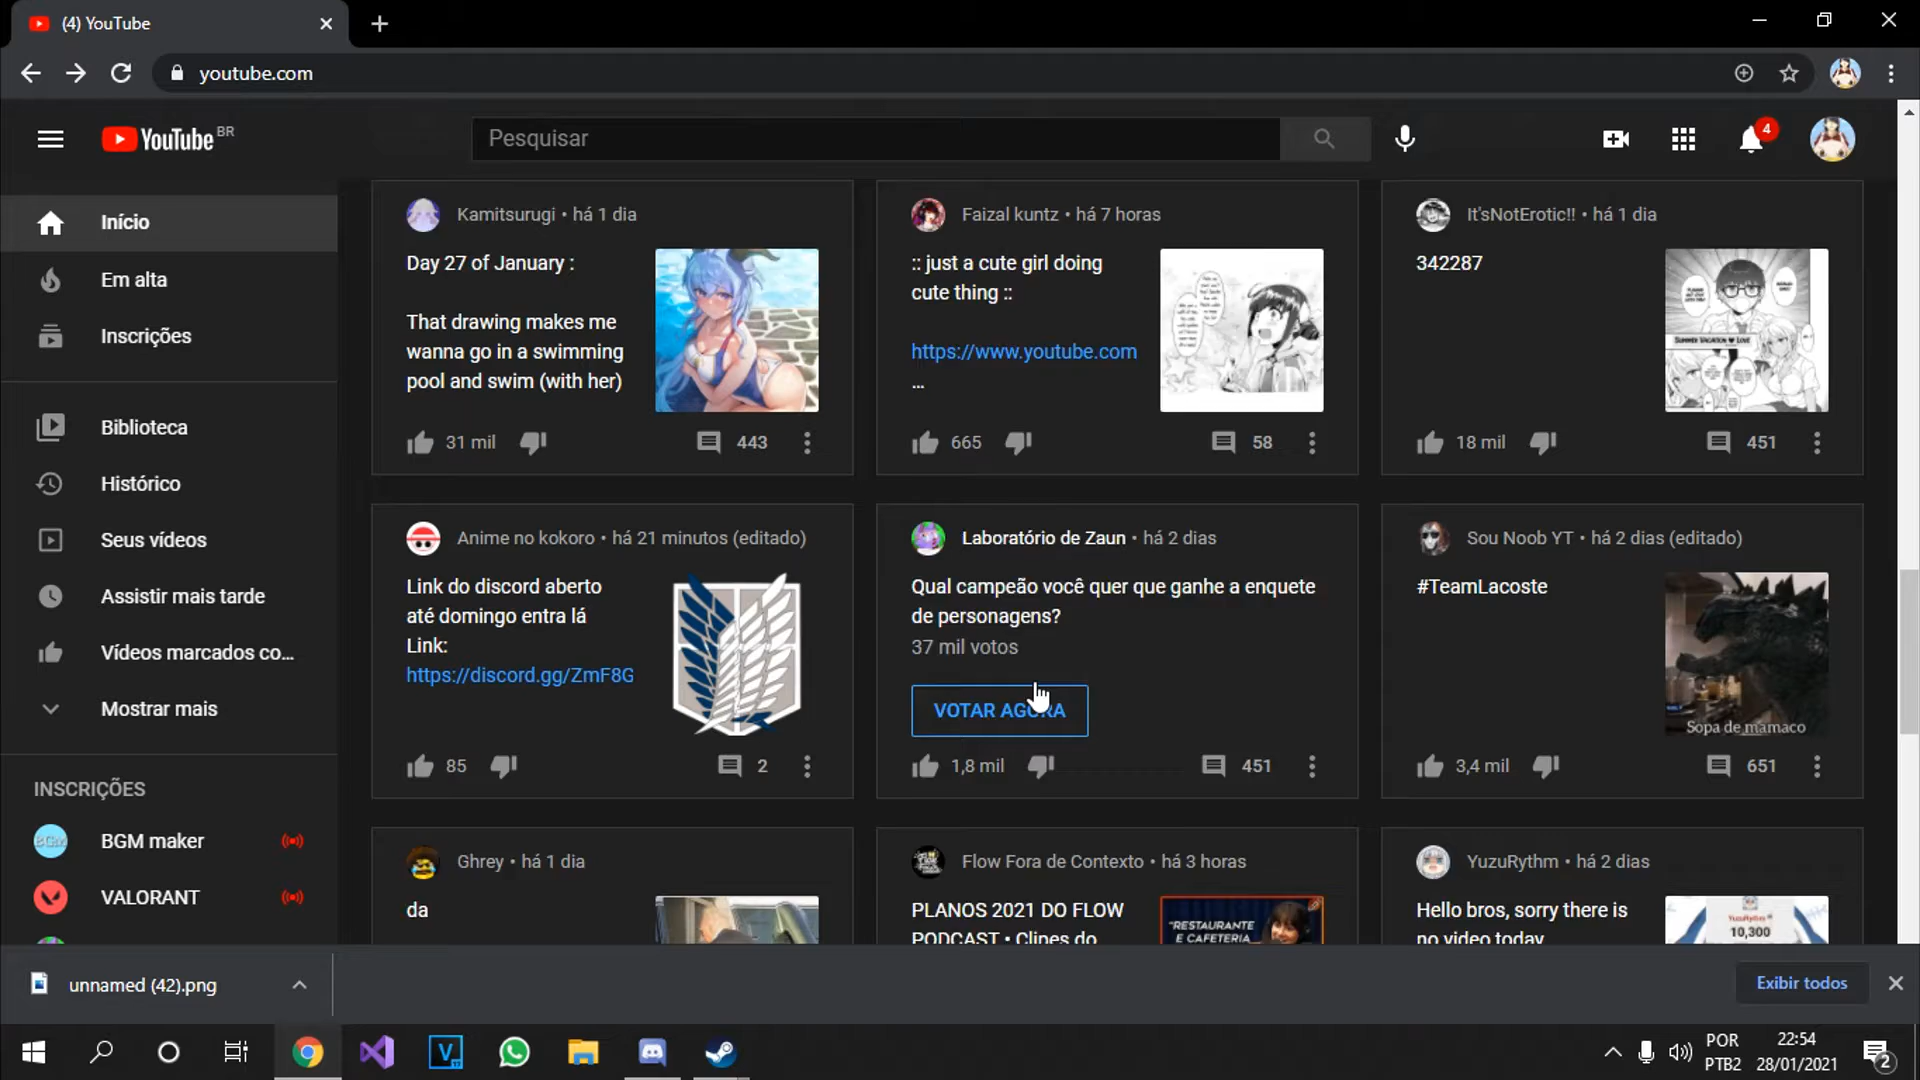 (4) YouTube
youtube.com
YouTube BR
Pesquisar
4
Início
Em alta
Inscrições
Biblioteca
Histórico
Seus vídeos
Assistir mais tarde
Vídeos marcados co...
Mostrar mais
INSCRIÇÕES
BGM maker
VALORANT
Kamitsurugi • há 1 dia
Day 27 of January :
That drawing makes me
wanna go in a swimming
pool and swim (with her)
31 mil
443
Faizal kuntz • há 7 horas
:: just a cute girl doing
cute thing ::
https://www.youtube.com
...
665
58
It'sNotErotic!! • há 1 dia
342287
SUMMER VACATION ♥ LOVE
18 mil
451
Anime no kokoro • há 21 minutos (editado)
Link do discord aberto
até domingo entra lá
Link:
https://discord.gg/ZmF8G
85
2
Laboratório de Zaun • há 2 dias
Qual campeão você quer que ganhe a enquete
de personagens?
37 mil votos
VOTAR AGORA
1,8 mil
451
Sou Noob YT • há 2 dias (editado)
#TeamLacoste
Sopa de mamaco
3,4 mil
651
Ghrey • há 1 dia
da
Flow Fora de Contexto • há 3 horas
PLANOS 2021 DO FLOW
PODCAST • Clipes do
"RESTAURANTE
E CAFETERIA
YuzuRythm • há 2 dias
Hello bros, sorry there is
no video today
YuzuRythm
10,300
unnamed (42).png
Exibir todos
POR
PTB2
22:54
28/01/2021
2